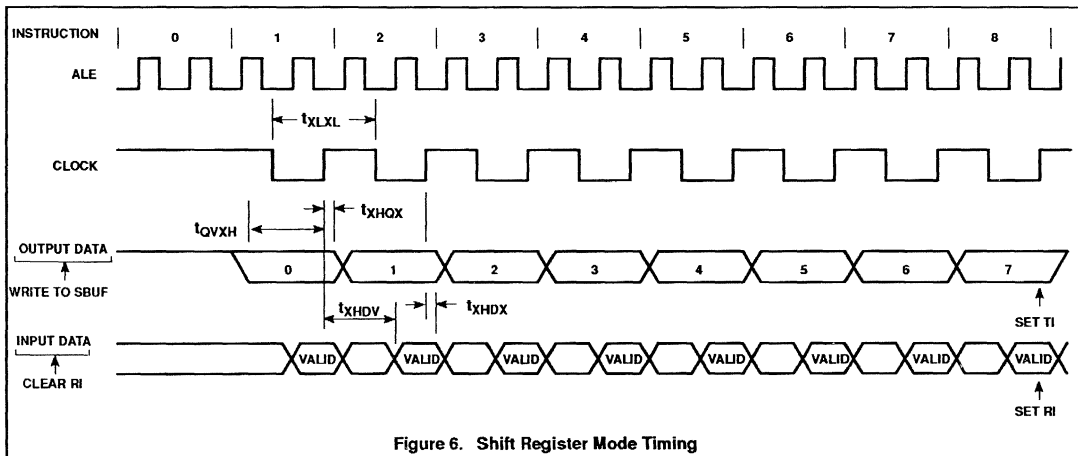 INSTRUCTION 0 1 2 3 4 5 6 7 8
ALE
tXLXL
CLOCK
tXHQX
tQVXH
OUTPUT DATA
0 1 2 3 4 5 6 7
WRITE TO SBUF
SET TI
tXHDV
tXHDX
INPUT DATA
VALID VALID VALID VALID VALID VALID VALID VALID
CLEAR RI
SET RI
Figure 6. Shift Register Mode Timing